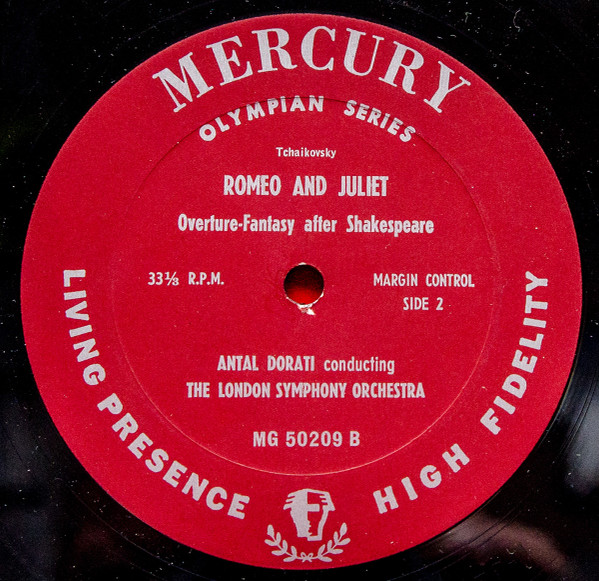 MERCURY
OLYMPIAN SERIES
Tchaikovsky
ROMEO AND JULIET
Overture-Fantasy after Shakespeare
33⅓ R.P.M.
MARGIN CONTROL
SIDE 2
ANTAL DORATI conducting
THE LONDON SYMPHONY ORCHESTRA
MG 50209 B
LIVING PRESENCE
HIGH FIDELITY